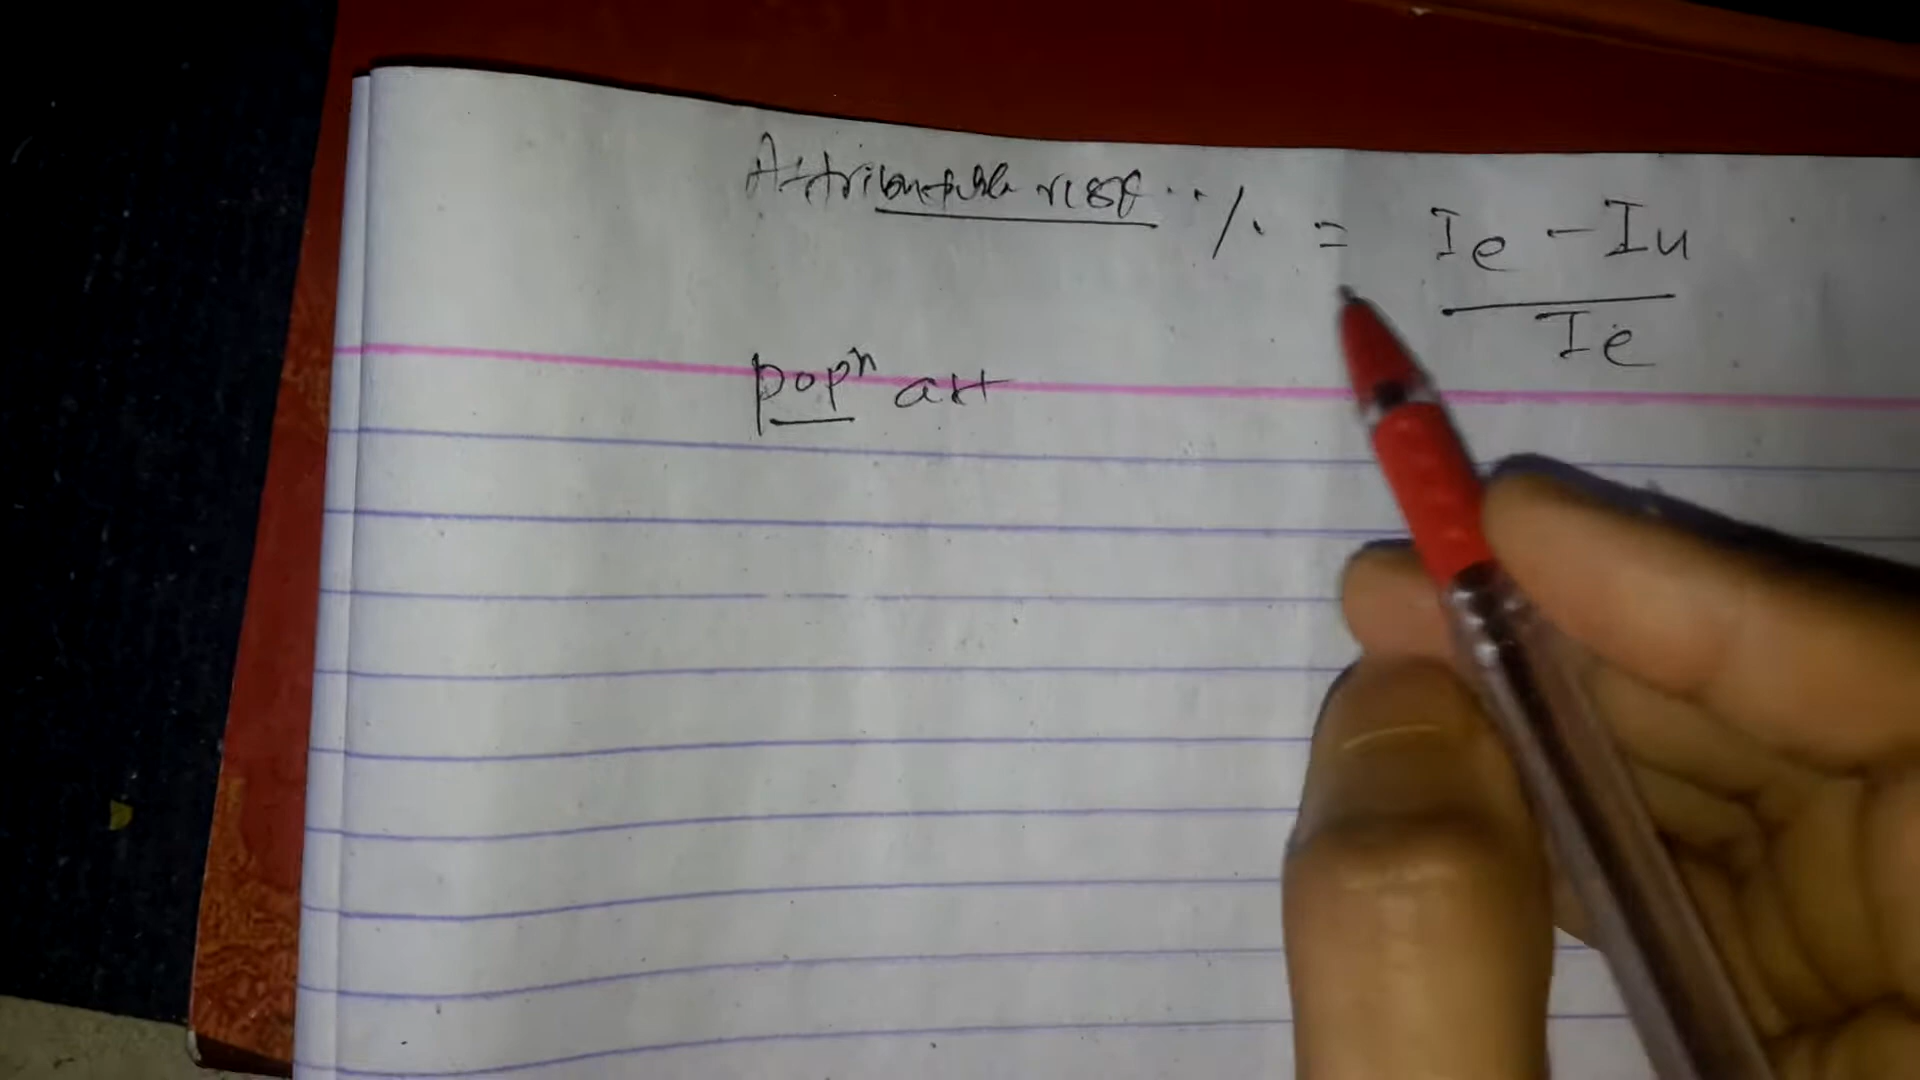 Attributable risk % = Ie - Iu / Ie
popⁿ att